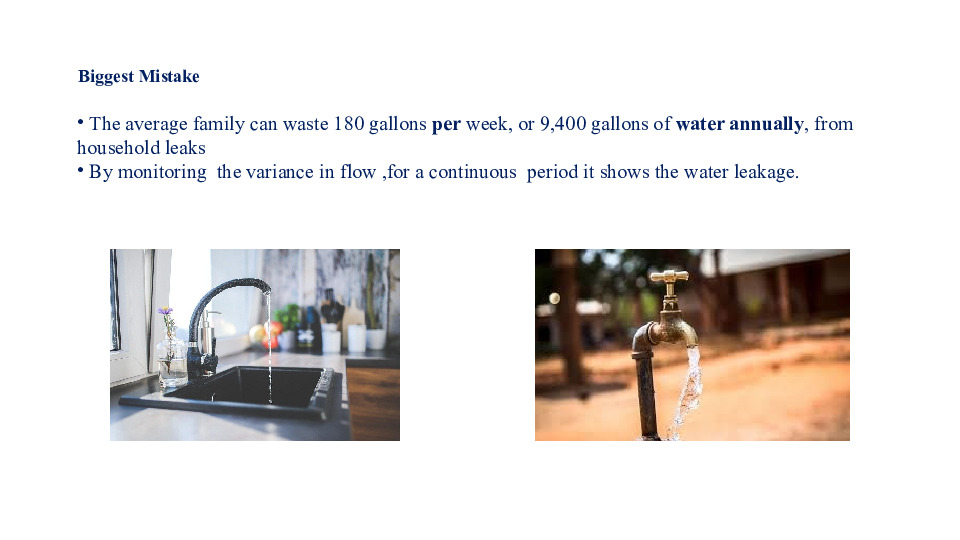 Biggest Mistake
• The average family can waste 180 gallons per week, or 9,400 gallons of water annually, from
household leaks
• By monitoring  the variance in flow ,for a continuous  period it shows the water leakage.